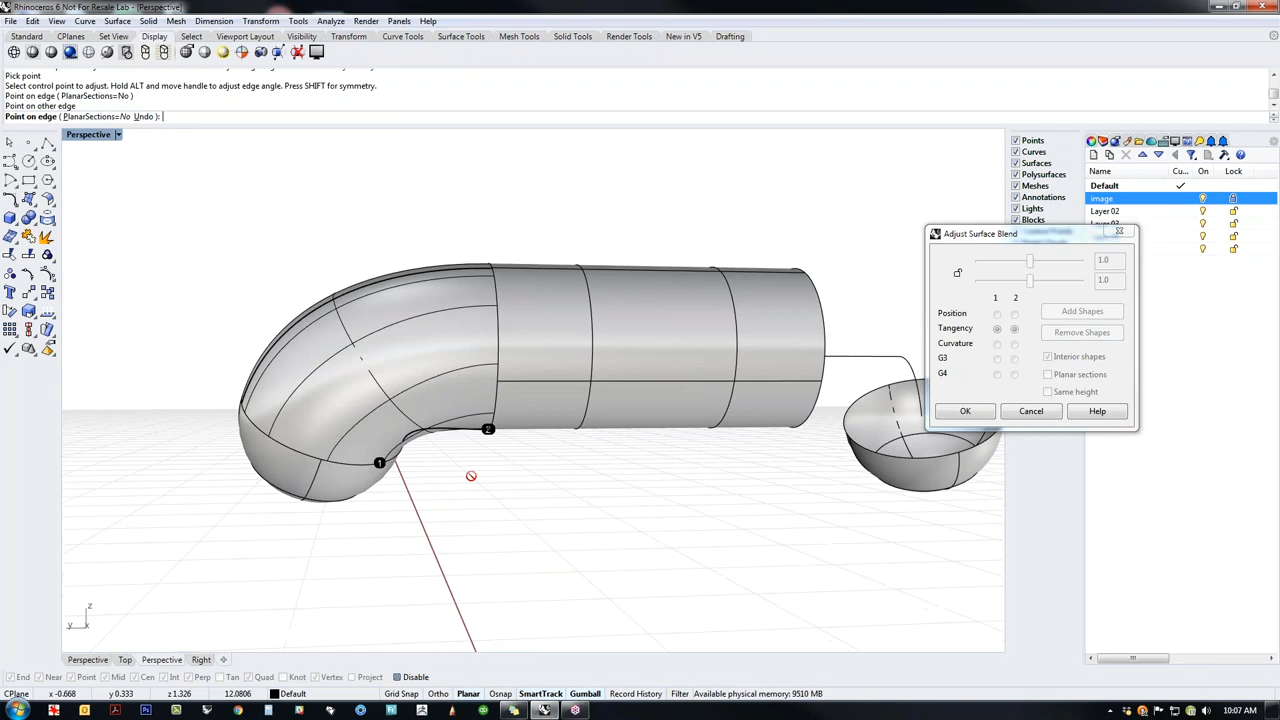 Rhinoceros 6 Not For Resale Lab - [Perspective]
File Edit View Curve Surface Solid Mesh Dimension Transform Tools Analyze Render Panels Help
Standard CPlanes Set View Display Select Viewport Layout Visibility Transform Curve Tools Surface Tools Mesh Tools Solid Tools Render Tools New in V5 Drafting
Pick point
Select control point to adjust. Hold ALT and move handle to adjust edge angle. Press SHIFT for symmetry.
Point on edge ( PlanarSections=No )
Point on other edge
Point on edge ( PlanarSections=No Undo ):
Perspective
Points
Curves
Surfaces
Polysurfaces
Meshes
Annotations
Lights
Blocks
Name Cu... On Lock
Default
image
Layer 02
Adjust Surface Blend
1.0
1.0
1 2
Position
Tangency
Curvature
G3
G4
Add Shapes
Remove Shapes
Interior shapes
Planar sections
Same height
OK Cancel Help
1
2
z
y x
Perspective Top Perspective Right
End Near Point Mid Cen Int Perp Tan Quad Knot Vertex Project Disable
CPlane x -0.668 y 0.333 z 1.326 12.0806 Default Grid Snap Ortho Planar Osnap SmartTrack Gumball Record History Filter Available physical memory: 9510 MB
10:07 AM